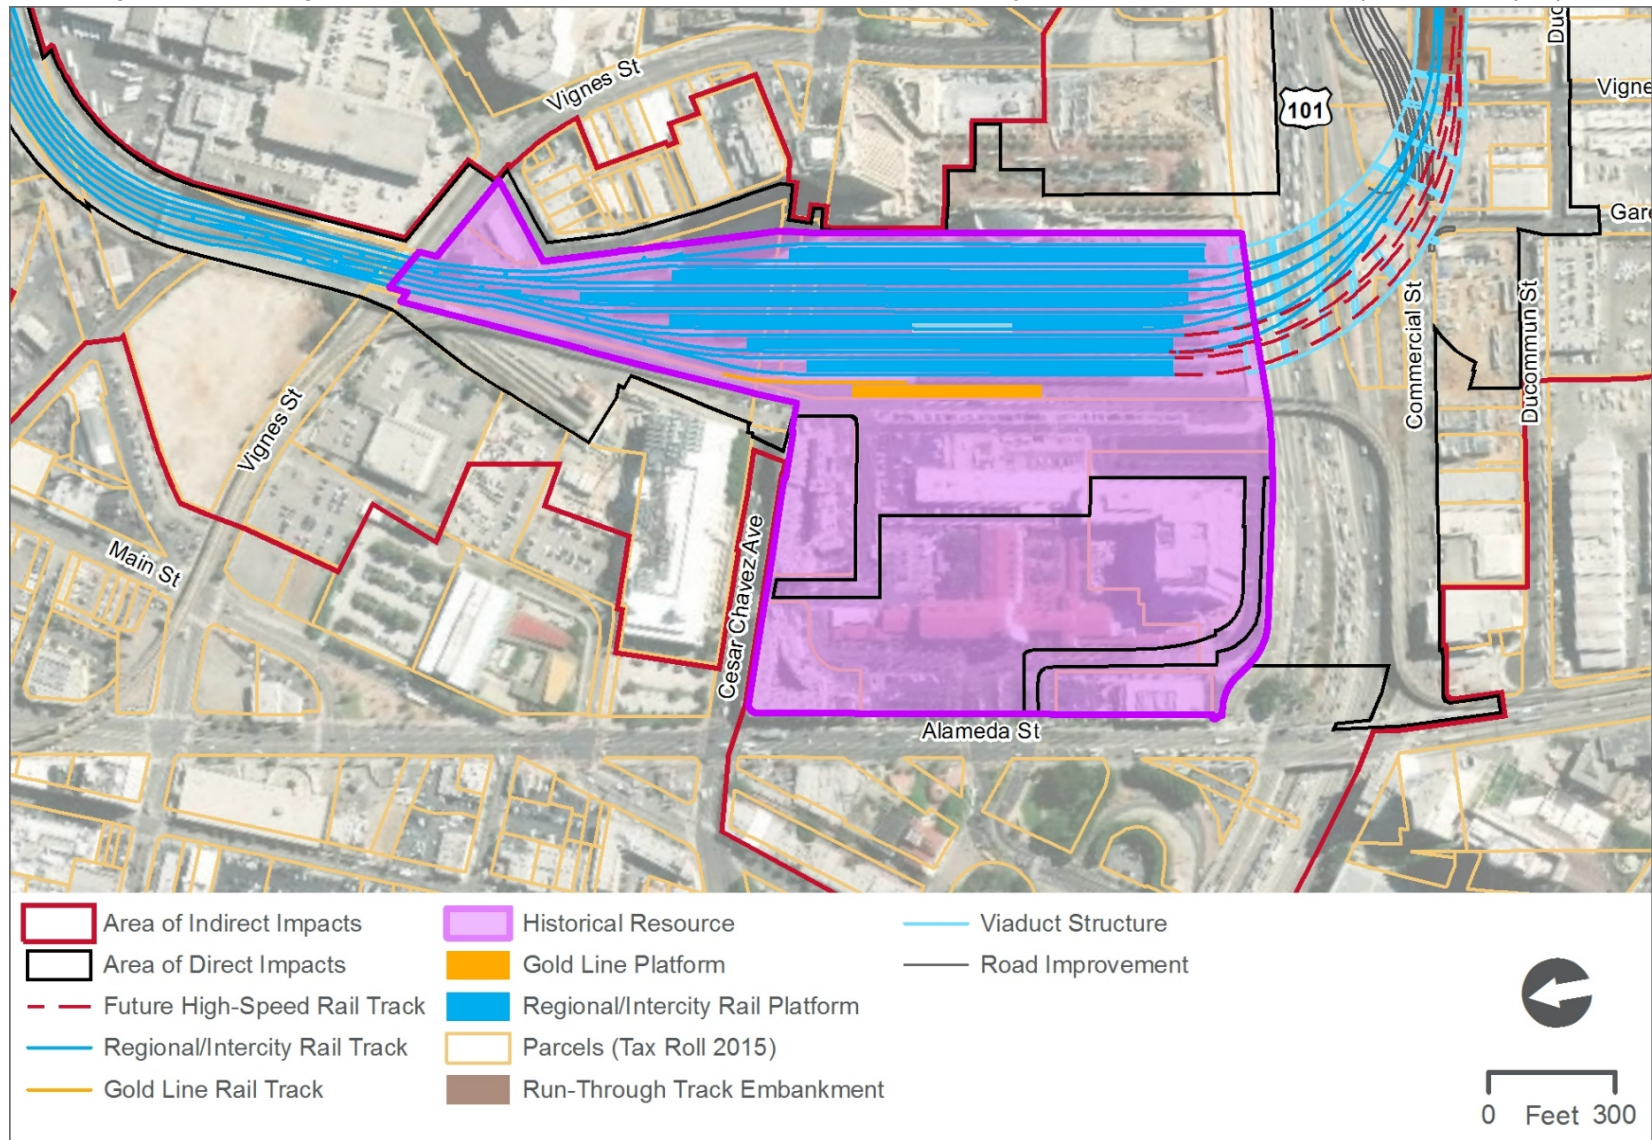 Vignes St
101
Duc
Vigne
Gare
Commercial St
Ducommun St
Vignes St
Main St
Cesar Chavez Ave
Alameda St
Area of Indirect Impacts
Area of Direct Impacts
Future High-Speed Rail Track
Regional/Intercity Rail Track
Gold Line Rail Track
Historical Resource
Gold Line Platform
Regional/Intercity Rail Platform
Parcels (Tax Roll 2015)
Run-Through Track Embankment
Viaduct Structure
Road Improvement
0 Feet 300